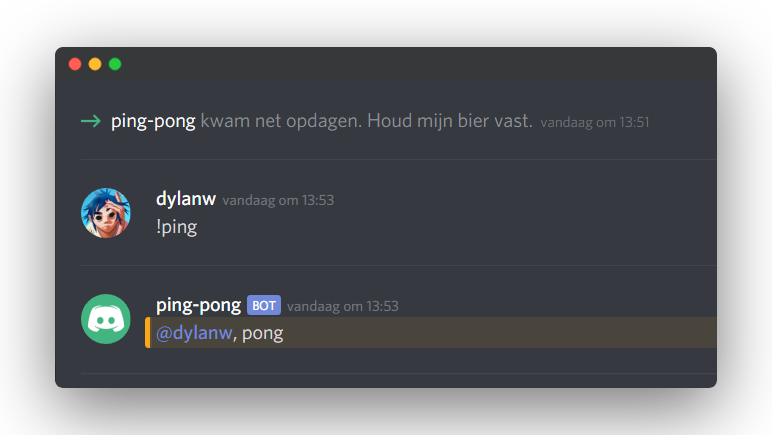 ping-pong kwam net opdagen. Houd mijn bier vast. vandaag om 13:51
dylanw vandaag om 13:53
!ping
ping-pong BOT vandaag om 13:53
@dylanw, pong